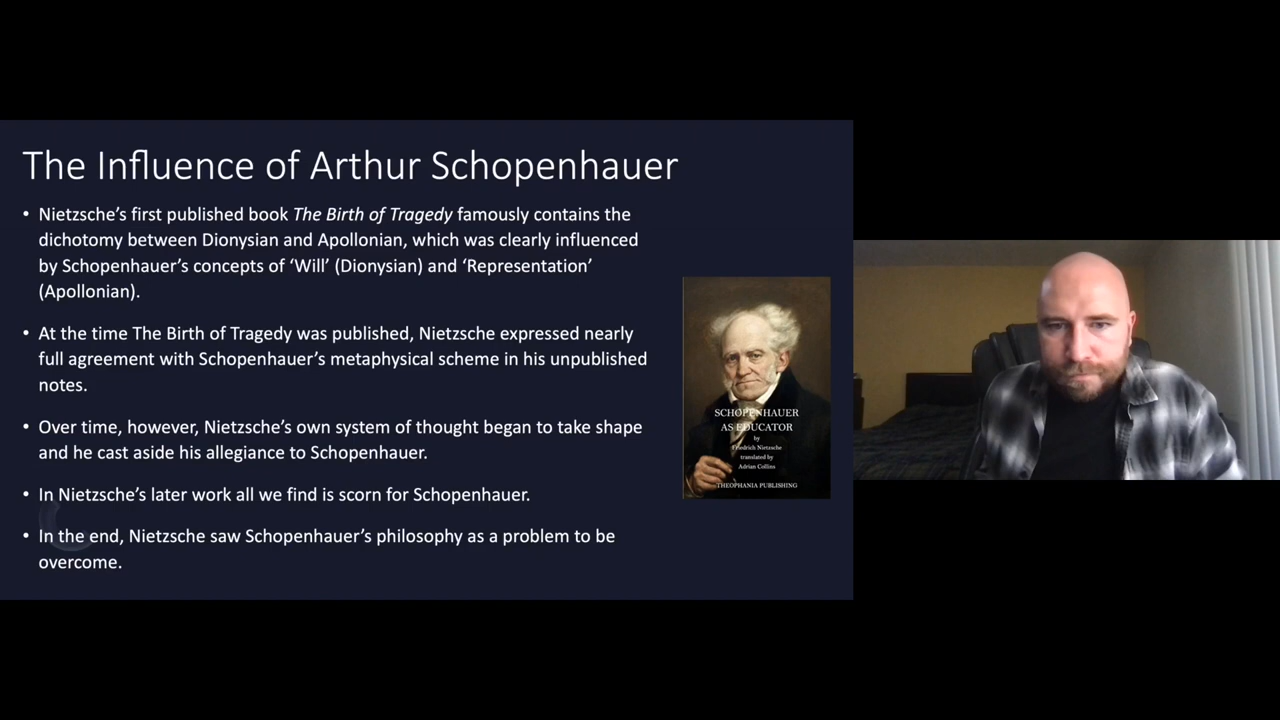 The Influence of Arthur Schopenhauer
• Nietzsche’s first published book The Birth of Tragedy famously contains the
dichotomy between Dionysian and Apollonian, which was clearly influenced
by Schopenhauer’s concepts of ‘Will’ (Dionysian) and ‘Representation’
(Apollonian).
• At the time The Birth of Tragedy was published, Nietzsche expressed nearly
full agreement with Schopenhauer’s metaphysical scheme in his unpublished
notes.
• Over time, however, Nietzsche’s own system of thought began to take shape
and he cast aside his allegiance to Schopenhauer.
• In Nietzsche’s later work all we find is scorn for Schopenhauer.
• In the end, Nietzsche saw Schopenhauer’s philosophy as a problem to be
overcome.
SCHOPENHAUER
AS EDUCATOR
by
Friedrich Nietzsche
translated by
Adrian Collins
THEOPHANIA PUBLISHING